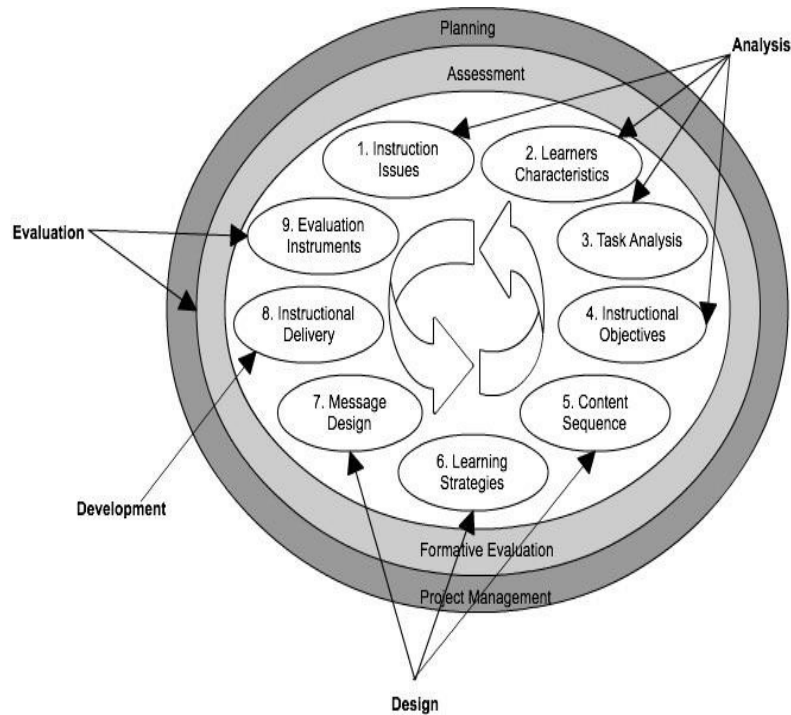 Planning
Analysis
Assessment
1. Instruction
Issues
2. Learners
Characteristics
Evaluation
9. Evaluation
Instruments
3. Task Analysis
8. Instructional
Delivery
4. Instructional
Objectives
7. Message
Design
5. Content
Sequence
6. Learning
Strategies
Development
Formative Evaluation
Project Management
Design